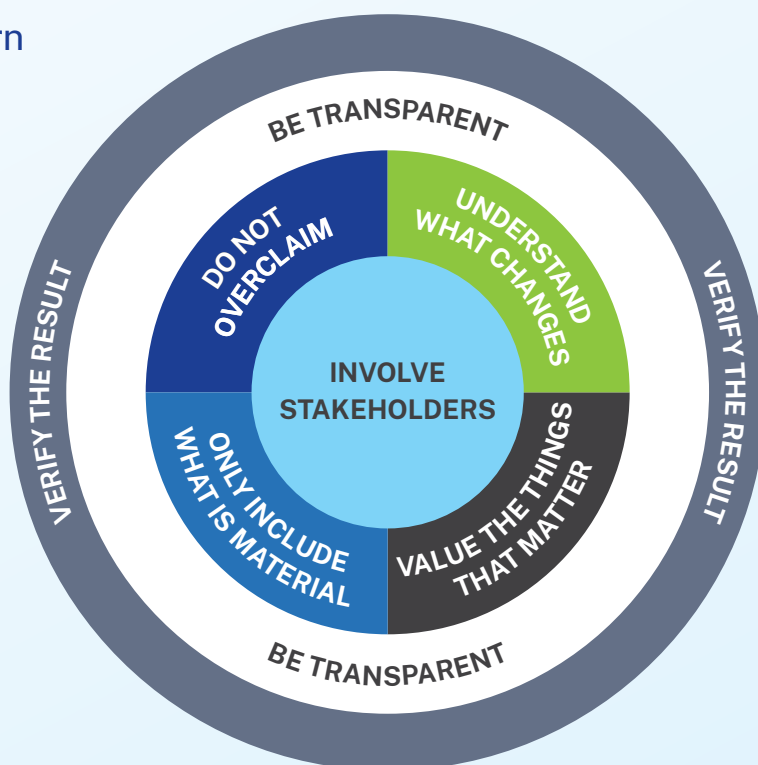 rn
BE TRANSPARENT
DO NOT
OVERCLAIM
UNDERSTAND
WHAT CHANGES
VERIFY THE RESULT
INVOLVE
STAKEHOLDERS
VERIFY THE RESULT
ONLY INCLUDE
WHAT IS MATERIAL
VALUE THE THINGS
THAT MATTER
BE TRANSPARENT